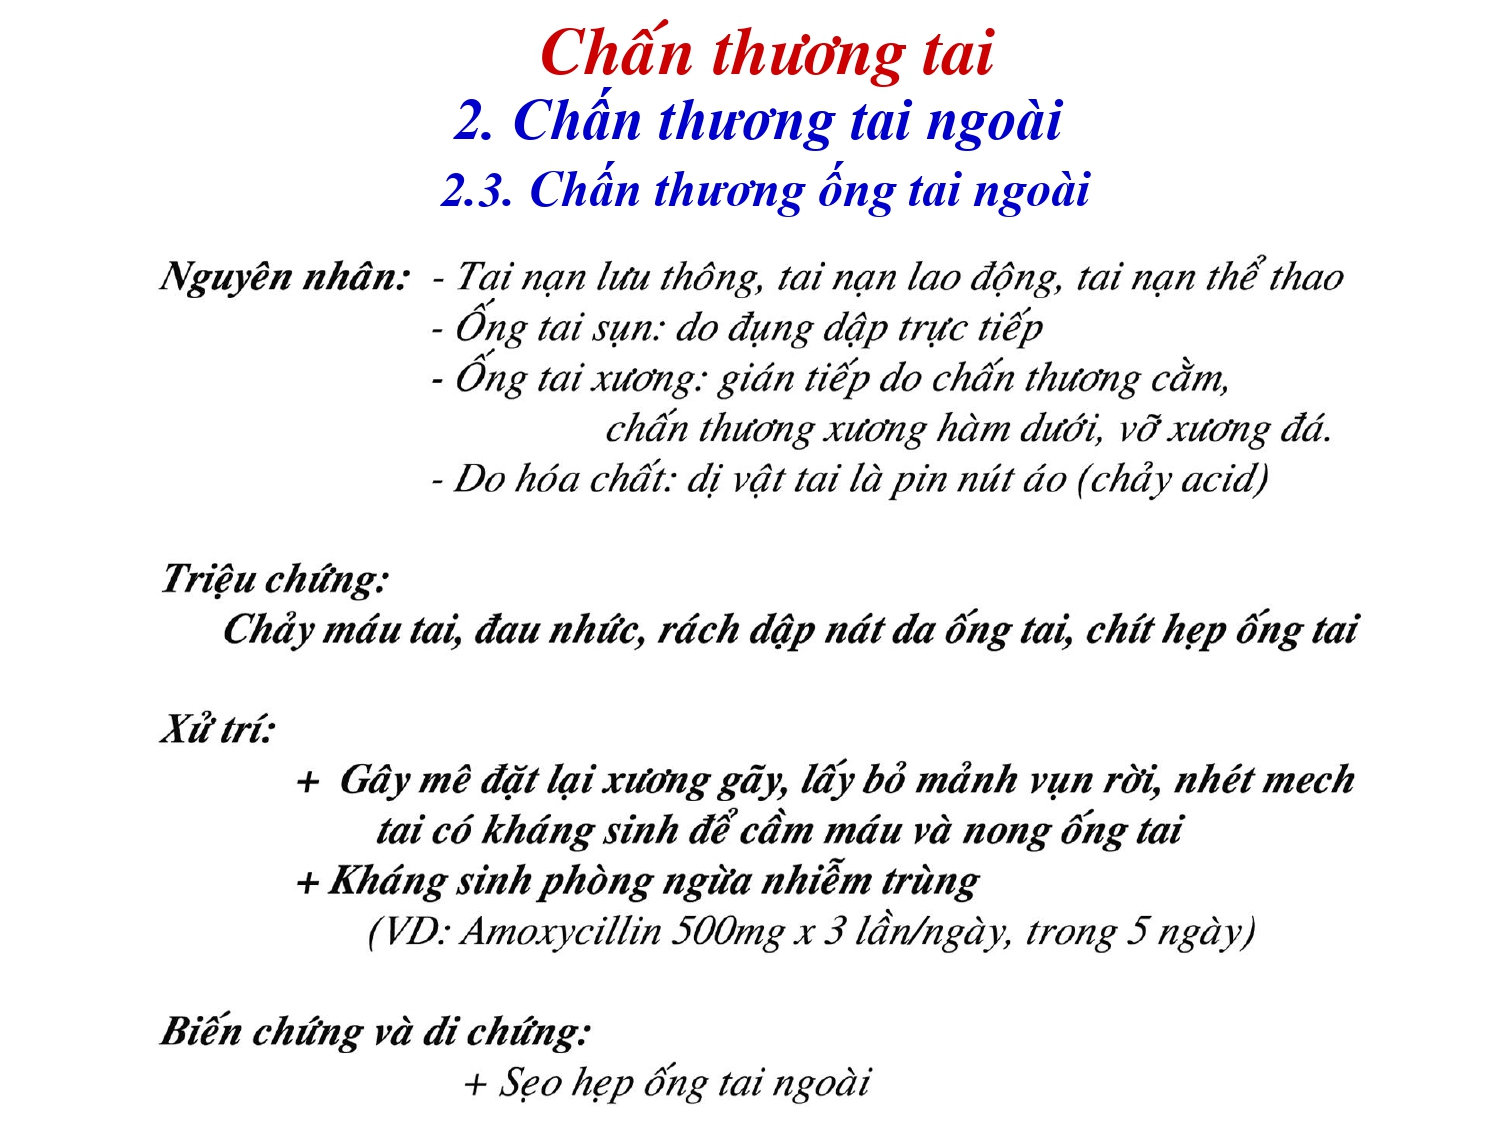 Chấn thương tai
2. Chấn thương tai ngoài
2.3. Chấn thương ống tai ngoài
Nguyên nhân: - Tai nạn lưu thông, tai nạn lao động, tai nạn thể thao
- Ống tai sụn: do đụng dập trực tiếp
- Ống tai xương: gián tiếp do chấn thương cằm,
chấn thương xương hàm dưới, vỡ xương đá.
- Do hóa chất: dị vật tai là pin nút áo (chảy acid)
Triệu chứng:
Chảy máu tai, đau nhức, rách dập nát da ống tai, chít hẹp ống tai
Xử trí:
+ Gây mê đặt lại xương gãy, lấy bỏ mảnh vụn rời, nhét mech
tai có kháng sinh để cầm máu và nong ống tai
+ Kháng sinh phòng ngừa nhiễm trùng
(VD: Amoxycillin 500mg x 3 lần/ngày, trong 5 ngày)
Biến chứng và di chứng:
+ Sẹo hẹp ống tai ngoài